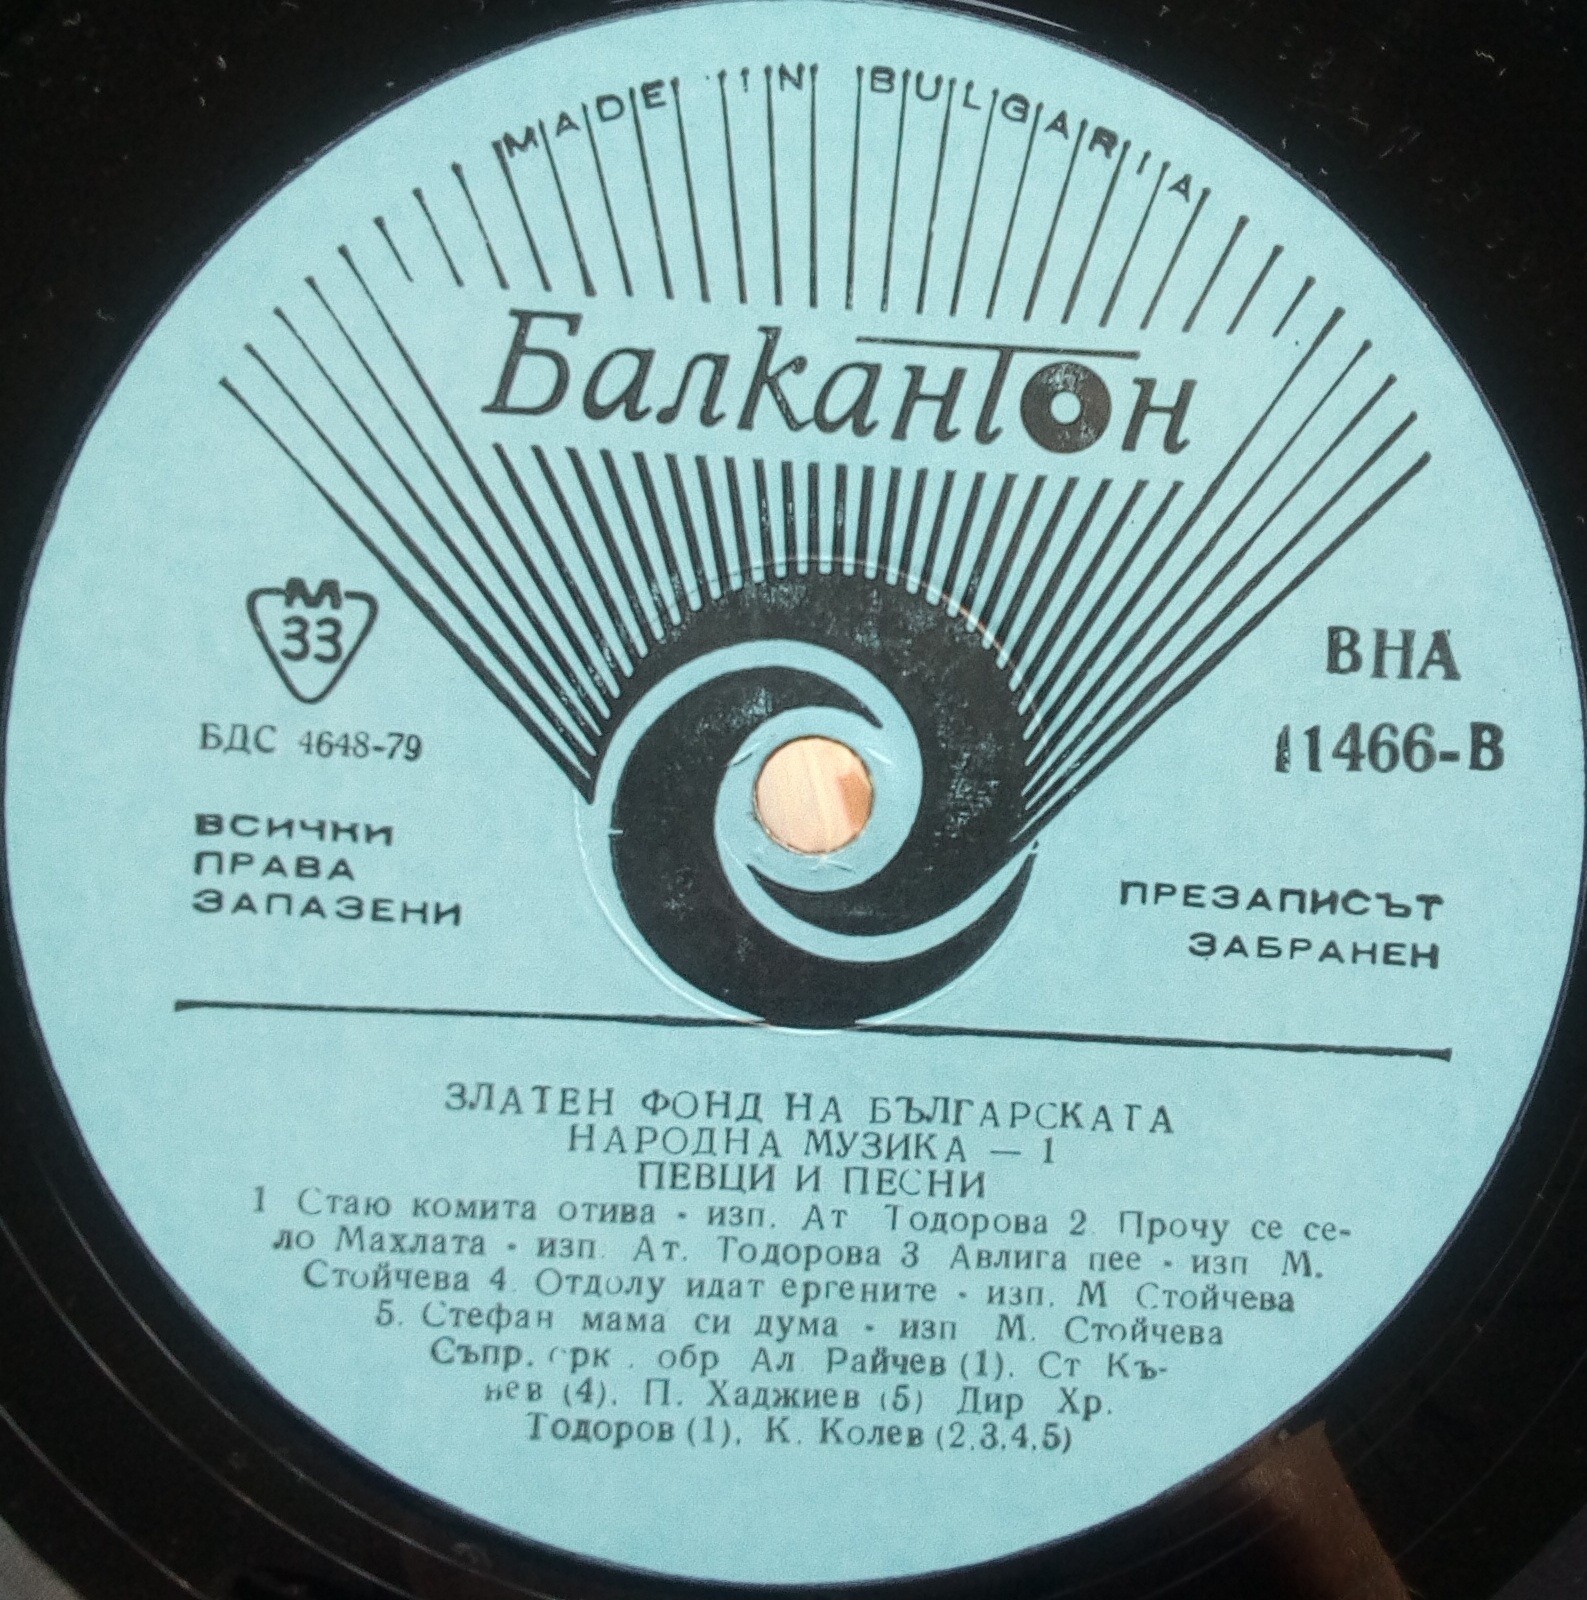 MADE IN BULGARIA
Балкантон
М
33
БДС 4648-79
ВНА
11466-В
ВСИЧКИ
ПРАВА
ЗАПАЗЕНИ
ПРЕЗАПИСЪТ
ЗАБРАНЕН
ЗЛАТЕН ФОНД НА БЪЛГАРСКАТА
НАРОДНА МУЗИКА — 1
ПЕВЦИ И ПЕСНИ
1 Стаю комита отива - изп. Ат Тодорова 2. Прочу се се-
ло Махлата - изп. Ат. Тодорова 3 Авлига пее - изп М.
Стойчева 4. Отдолу идат ергените - изп. М Стойчева
5. Стефан мама си дума - изп М. Стойчева
Съпр. орк. обр Ал Райчев (1). Ст Къ-
нев (4). П. Хаджиев (5) Дир Хр.
Тодоров (1). К. Колев (2.3.4.5)